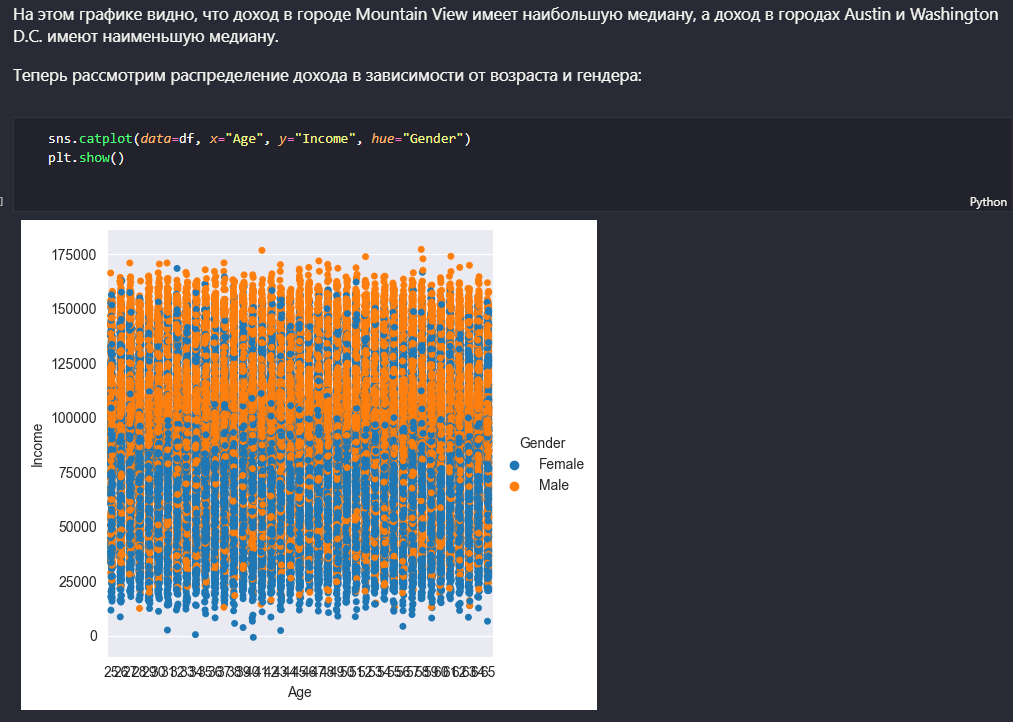 На этом графике видно, что доход в городе Mountain View имеет наибольшую медиану, а доход в городах Austin и Washington
D.C. имеют наименьшую медиану.
Теперь рассмотрим распределение дохода в зависимости от возраста и гендера:
sns.catplot(data=df, x="Age", y="Income", hue="Gender")
plt.show()
]
Python
175000
150000
125000
100000
75000
50000
25000
0
Income
Gender
Female
Male
Age